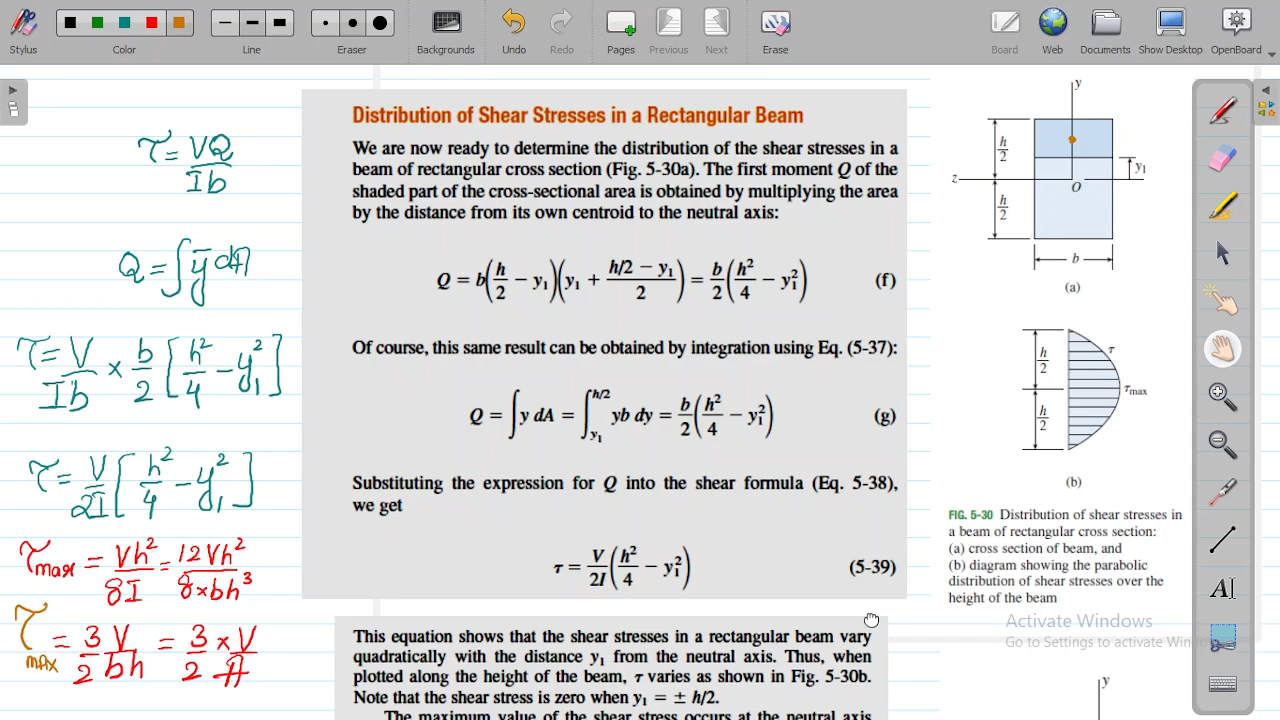 Stylus
Color
Line
Eraser
Backgrounds
Undo
Redo
Pages
Previous
Next
Erase
Board
Web
Documents
Show Desktop
OpenBoard
τ = VQ/Ib
Q = ∫ȳ dA
τ = V/Ib × b/2 [h²/4 − y₁²]
τ = V/2I [h²/4 − y₁²]
τmax = Vh²/8I = 12Vh²/8×bh³
τmax = 3/2 V/bh = 3/2 × V/A
Distribution of Shear Stresses in a Rectangular Beam
We are now ready to determine the distribution of the shear stresses in a
beam of rectangular cross section (Fig. 5-30a). The first moment Q of the
shaded part of the cross-sectional area is obtained by multiplying the area
by the distance from its own centroid to the neutral axis:
Q = b(h/2 − y₁)(y₁ + (h/2 − y₁)/2) = b/2 (h²/4 − y₁²) (f)
Of course, this same result can be obtained by integration using Eq. (5-37):
Q = ∫y dA = ∫_{y₁}^{h/2} yb dy = b/2 (h²/4 − y₁²) (g)
Substituting the expression for Q into the shear formula (Eq. 5-38),
we get
τ = V/2I (h²/4 − y₁²) (5-39)
This equation shows that the shear stresses in a rectangular beam vary
quadratically with the distance y₁ from the neutral axis. Thus, when
plotted along the height of the beam, τ varies as shown in Fig. 5-30b.
Note that the shear stress is zero when y₁ = ± h/2.
The maximum value of the shear stress occurs at the neutral axis
y
h/2
y₁
z
O
h/2
b
(a)
h/2
τ
τmax
h/2
(b)
FIG. 5-30 Distribution of shear stresses in
a beam of rectangular cross section:
(a) cross section of beam, and
(b) diagram showing the parabolic
distribution of shear stresses over the
height of the beam
Activate Windows
Go to Settings to activate Win
y
A